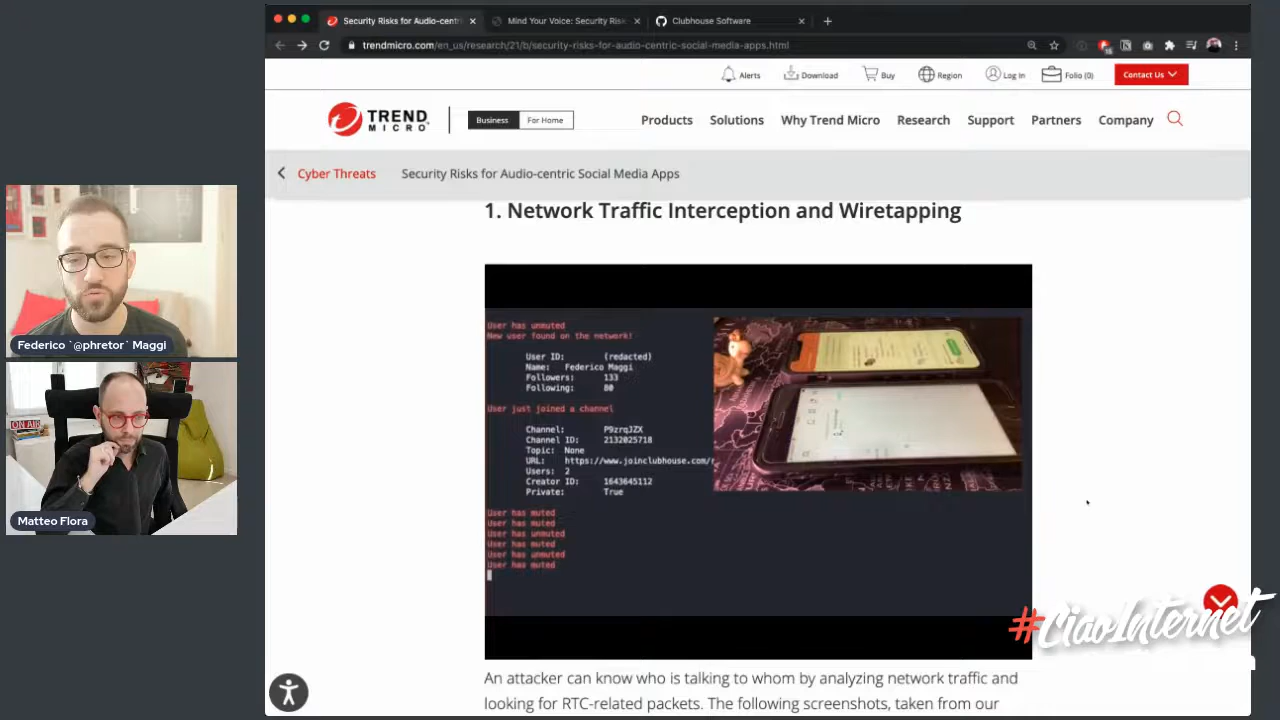 Security Risks for Audio-centri
Mind Your Voice: Security Risk
Clubhouse Software
trendmicro.com/en_us/research/21/b/security-risks-for-audio-centric-social-media-apps.html
Alerts
Download
Buy
Region
Log In
Folio (0)
Contact Us
TREND
MICRO
Business
For Home
Products
Solutions
Why Trend Micro
Research
Support
Partners
Company
Cyber Threats
Security Risks for Audio-centric Social Media Apps
1. Network Traffic Interception and Wiretapping
User has unmuted
New user found on the network!
User ID: (redacted)
Name: Federico Maggi
Followers: 133
Following: 80
User just joined a channel
Channel: P9zrqJZX
Channel ID: 2132025718
Topic: None
URL: https://www.joinclubhouse.com/r
Users: 2
Creator ID: 1643645112
Private: True
User has muted
User has muted
User has unmuted
User has muted
User has unmuted
User has muted
An attacker can know who is talking to whom by analyzing network traffic and
looking for RTC-related packets. The following screenshots, taken from our
Federico `@phretor` Maggi
ON AIR
Matteo Flora
#CiaoInternet